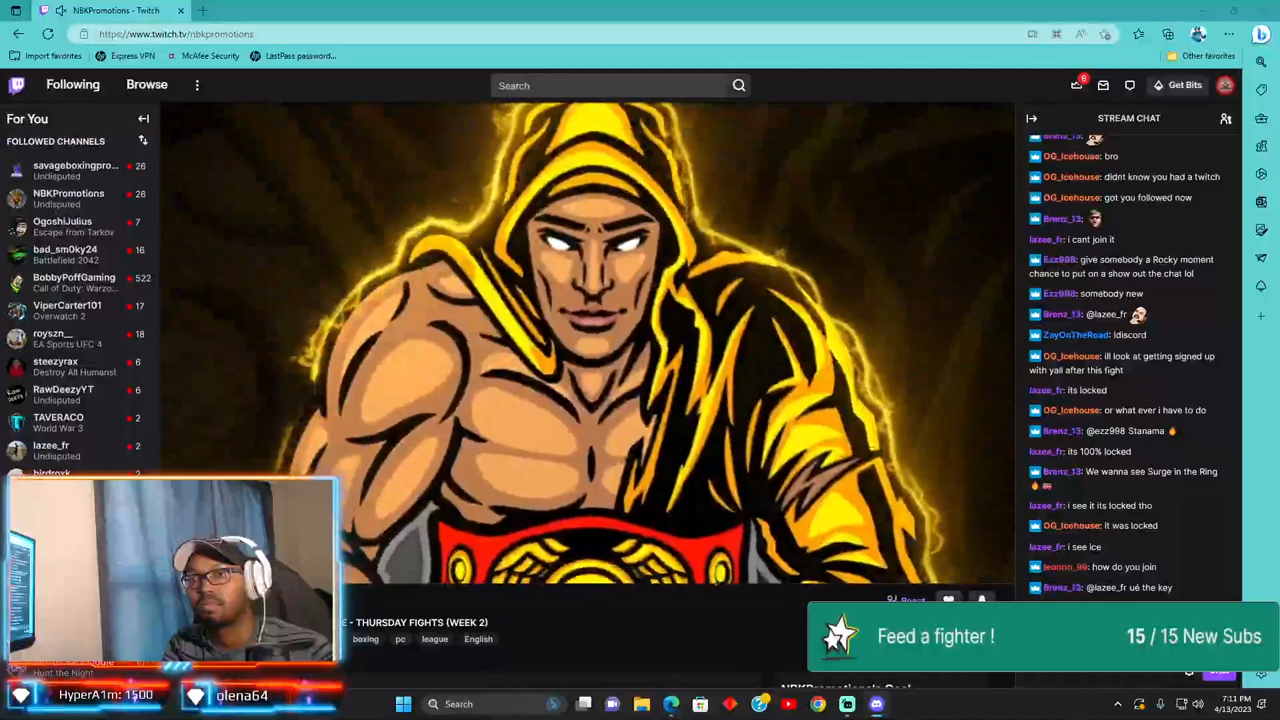 NBKPromotions - Twitch
https://www.twitch.tv/nbkpromotions
Import favorites
Express VPN
McAfee Security
LastPass password...
Other favorites
Following
Browse
Search
6
Get Bits
For You
FOLLOWED CHANNELS
savageboxingpro... 26
Undisputed
NBKPromotions 26
Undisputed
OgoshiJulius 7
Escape from Tarkov
bad_sm0ky24 16
Battlefield 2042
BobbyPoffGaming 522
Call of Duty: Warzo...
ViperCarter101 17
Overwatch 2
royszn__ 18
EA Sports UFC 4
steezyrax 6
Destroy All Humans!
RawDeezyYT 6
Undisputed
TAVERACO 2
World War 3
lazee_fr 2
Undisputed
Hunt the Night
HyperA1m: 1500
olena64
- THURSDAY FIGHTS (WEEK 2)
boxing
pc
league
English
STREAM CHAT
Brenz_13:
OG_Icehouse: bro
OG_Icehouse: didnt know you had a twitch
OG_Icehouse: got you followed now
Brenz_13:
lazee_fr: i cant join it
Ezz998: give somebody a Rocky moment
chance to put on a show out the chat lol
Ezz998: somebody new
Brenz_13: @lazee_fr
ZayOnTheRoad: !discord
OG_Icehouse: ill look at getting signed up
with yall after this fight
lazee_fr: its locked
OG_Icehouse: or what ever i have to do
Brenz_13: @ezz998 Stanama
lazee_fr: its 100% locked
Brenz_13: We wanna see Surge in the Ring
lazee_fr: i see it its locked tho
OG_Icehouse: it was locked
lazee_fr: i see ice
how do you join
Brenz_13: @lazee_fr ué the key
Feed a fighter !
15 / 15 New Subs
Search
7:11 PM
4/13/2023